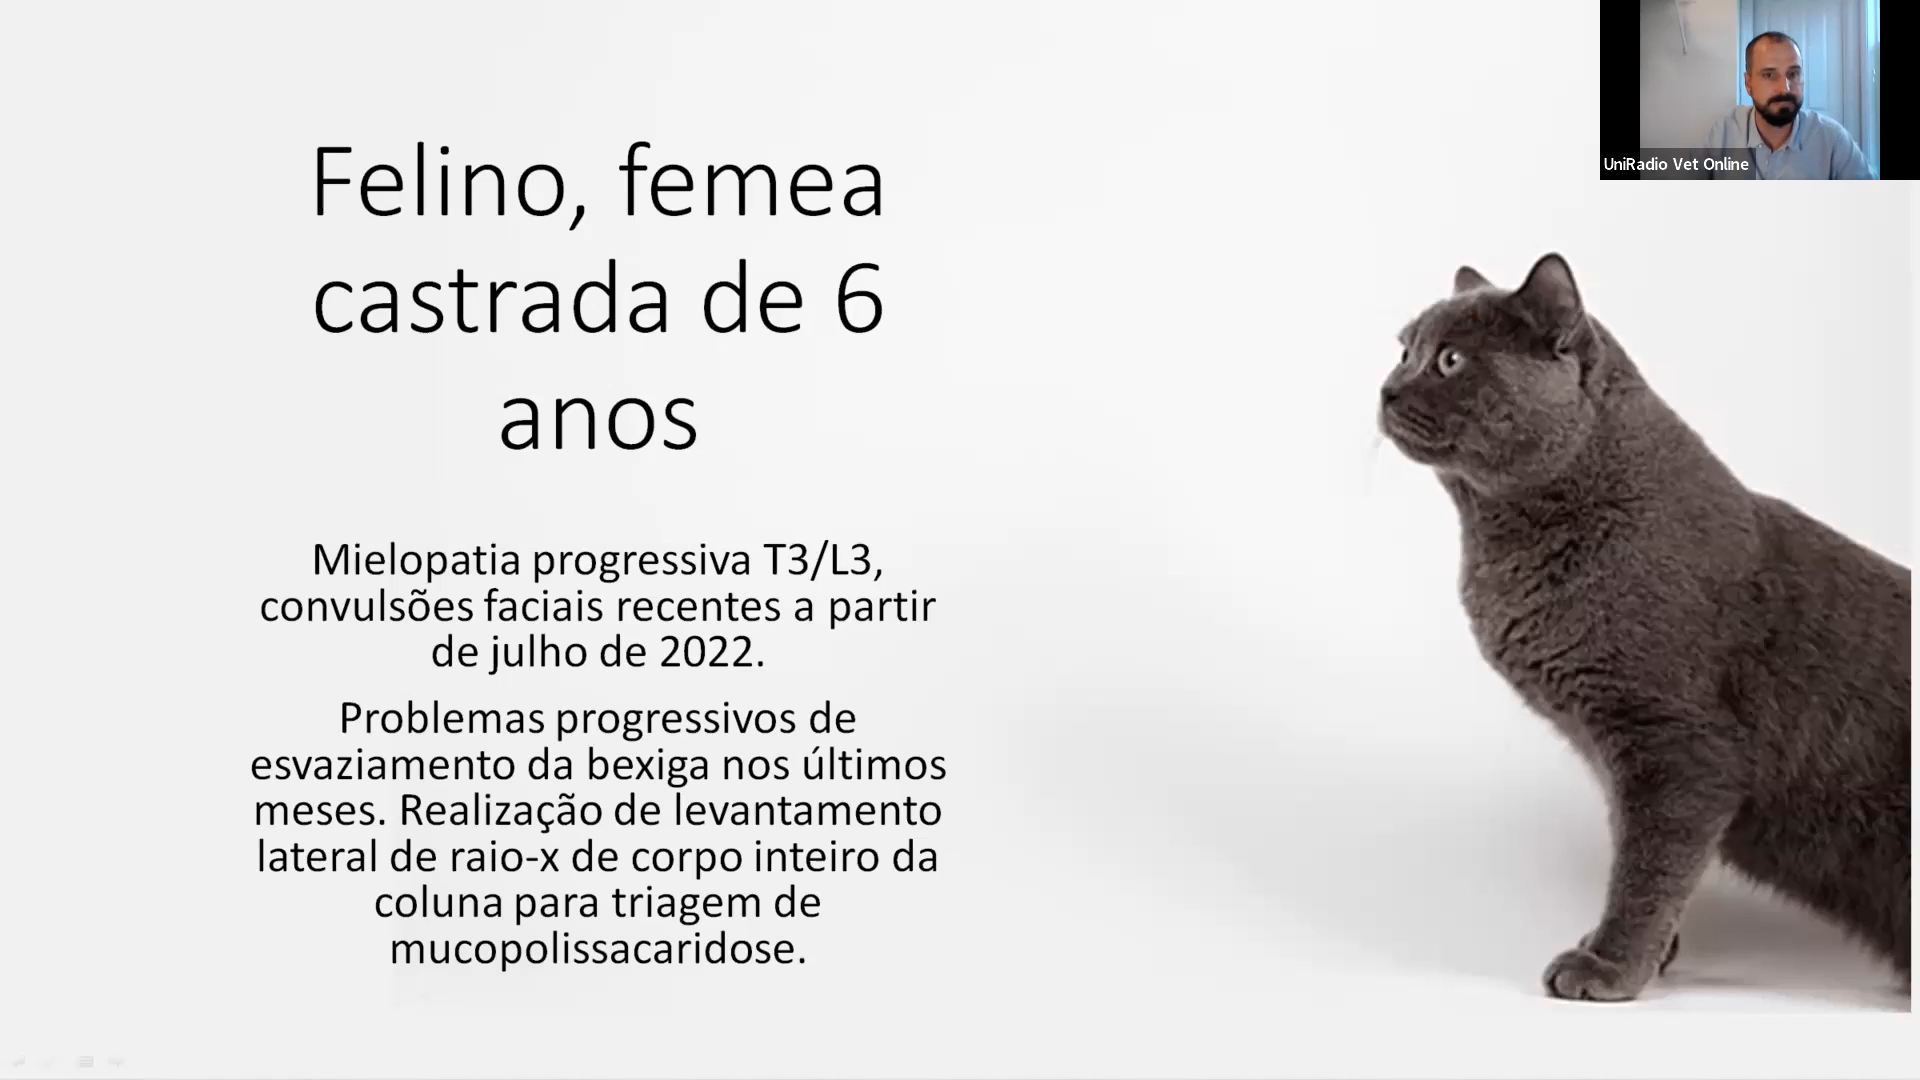 Felino, femea
castrada de 6
anos
Mielopatia progressiva T3/L3,
convulsões faciais recentes a partir
de julho de 2022.
Problemas progressivos de
esvaziamento da bexiga nos últimos
meses. Realização de levantamento
lateral de raio-x de corpo inteiro da
coluna para triagem de
mucopolissacaridose.
UniRadio Vet Online